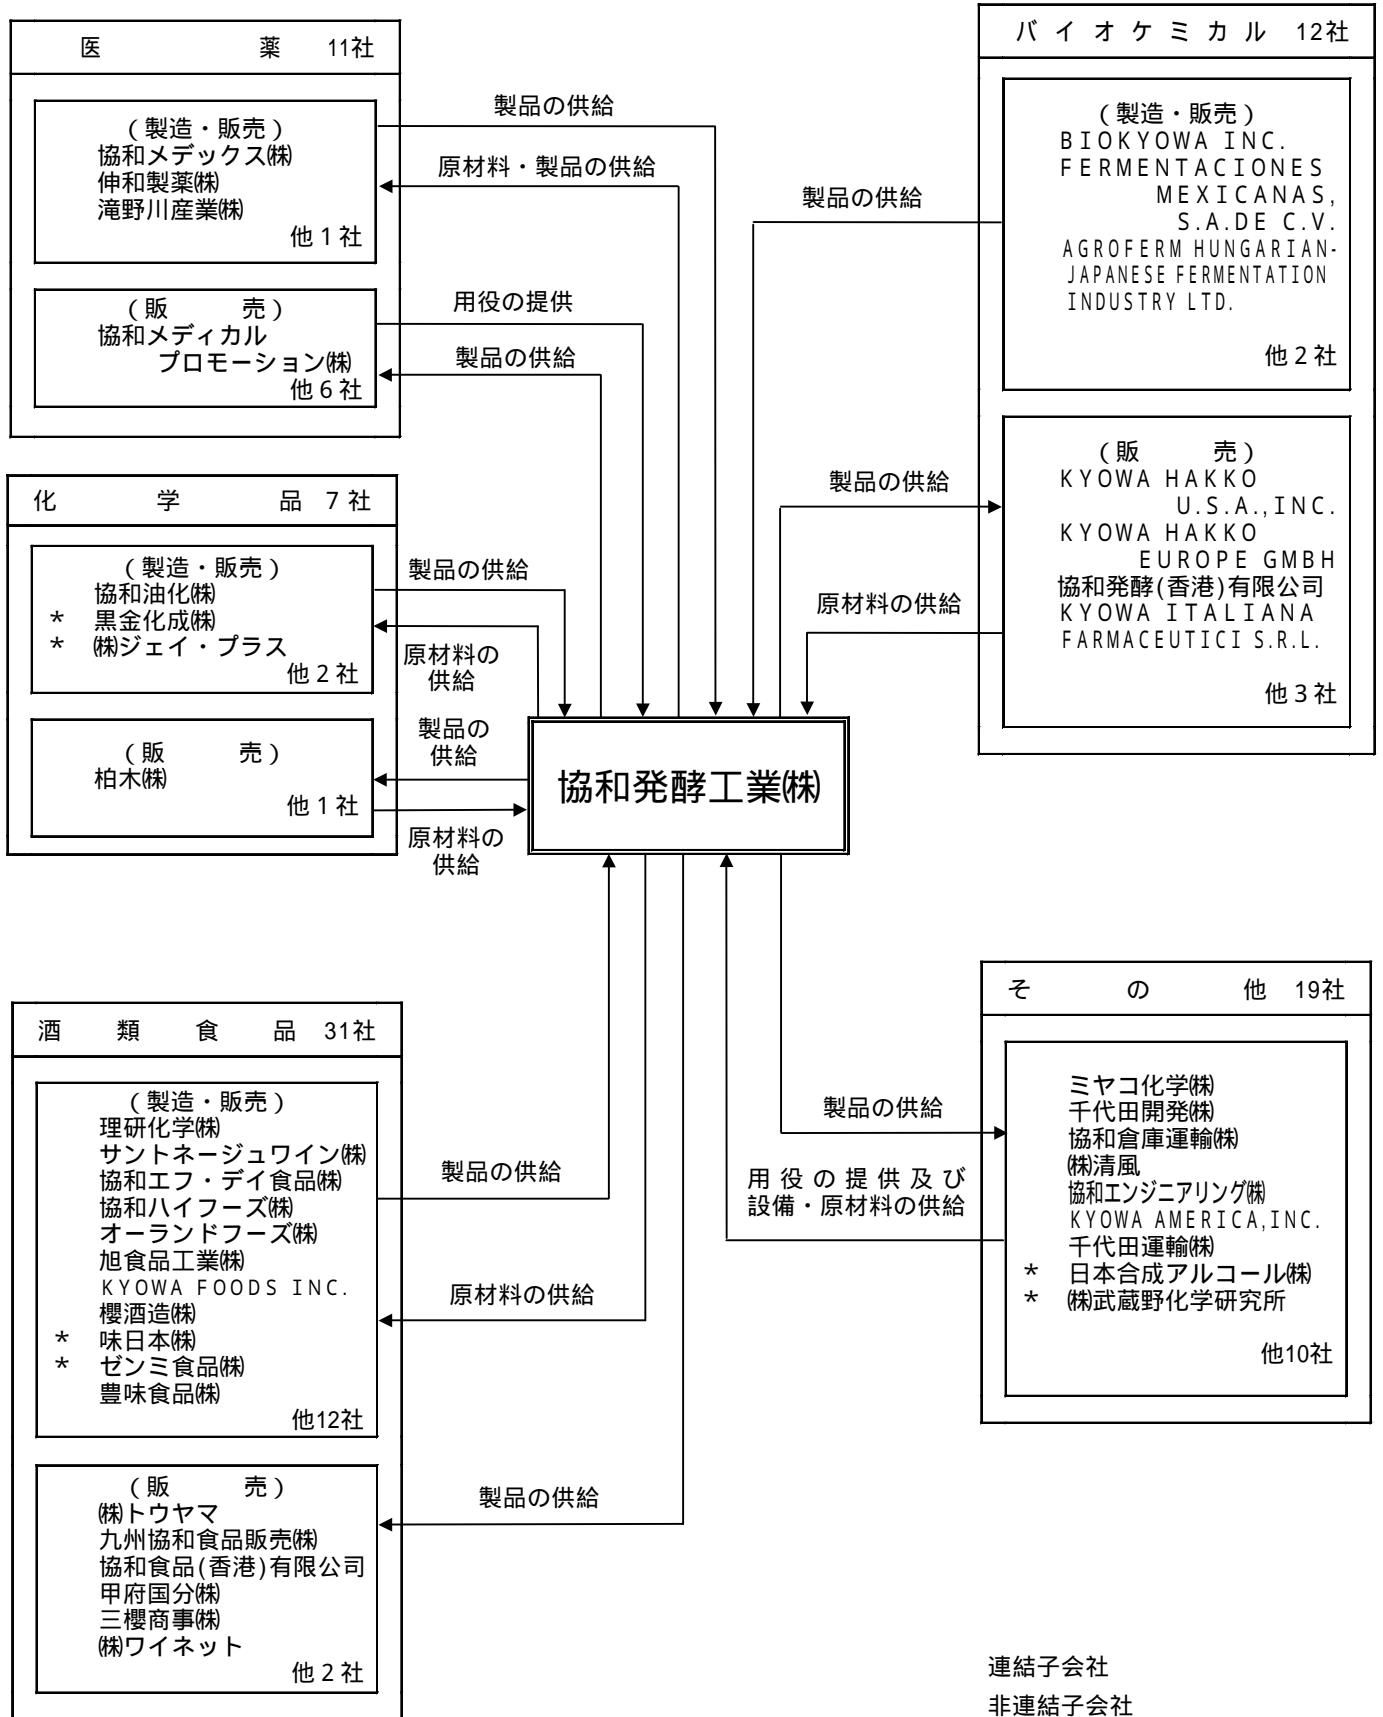 医 薬 11社
(製造・販売)
協和メデックス㈱
伸和製薬㈱
滝野川産業㈱
他1社
(販 売)
協和メディカル
プロモーション㈱
他6社
製品の供給
原材料・製品の供給
用役の提供
製品の供給
バイオケミカル 12社
(製造・販売)
BIOKYOWA INC.
FERMENTACIONES
MEXICANAS,
S.A.DE C.V.
AGROFERM HUNGARIAN-
JAPANESE FERMENTATION
INDUSTRY LTD.
他2社
(販 売)
KYOWA HAKKO
U.S.A.,INC.
KYOWA HAKKO
EUROPE GMBH
協和発酵(香港)有限公司
KYOWA ITALIANA
FARMACEUTICI S.R.L.
他3社
製品の供給
製品の供給
原材料の供給
化 学 品 7社
(製造・販売)
協和油化㈱
* 黒金化成㈱
* ㈱ジェイ・プラス
他2社
(販 売)
柏木㈱
他1社
製品の供給
原材料の
供給
製品の
供給
原材料の
供給
協和発酵工業㈱
酒 類 食 品 31社
(製造・販売)
理研化学㈱
サントネージュワイン㈱
協和エフ・デイ食品㈱
協和ハイフーズ㈱
オーランドフーズ㈱
旭食品工業㈱
KYOWA FOODS INC.
櫻酒造㈱
* 味日本㈱
* ゼンミ食品㈱
豊味食品㈱
他12社
(販 売)
㈱トウヤマ
九州協和食品販売㈱
協和食品(香港)有限公司
甲府国分㈱
三櫻商事㈱
㈱ワイネット
他2社
製品の供給
原材料の供給
製品の供給
そ の 他 19社
ミヤコ化学㈱
千代田開発㈱
協和倉庫運輸㈱
㈱清風
協和エンジニアリング㈱
KYOWA AMERICA,INC.
千代田運輸㈱
* 日本合成アルコール㈱
* ㈱武蔵野化学研究所
他10社
製品の供給
用役の提供及び
設備・原材料の供給
連結子会社
非連結子会社